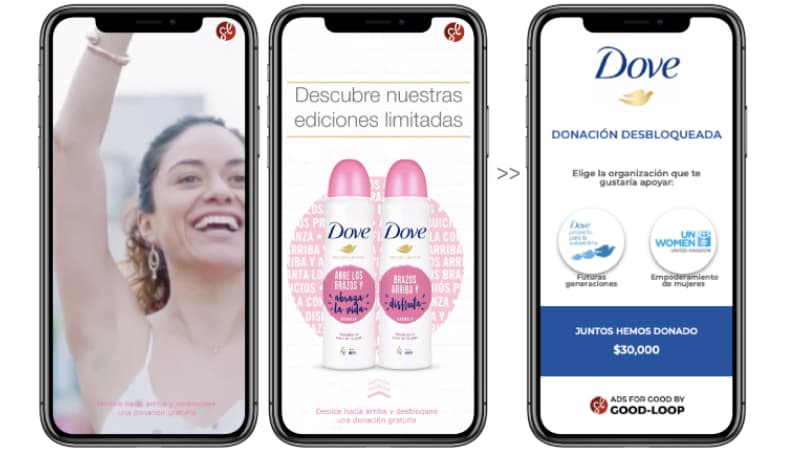 Deslice hacia arriba y desbloquee
una donación gratuita
Descubre nuestras
ediciones limitadas
Dove
ABRE LOS
BRAZOS Y
abraza
la vida
Dove
BRAZOS
ARRIBA Y
disfruta
Deslice hacia arriba y desbloquee
una donación gratuita
>>
Dove
DONACIÓN DESBLOQUEADA
Elige la organización que te
gustaría apoyar:
Dove
proyecto
para la
autoestima
Futuras
generaciones
UN
WOMEN
UNITED KINGDOM
Empoderamiento
de mujeres
JUNTOS HEMOS DONADO
$30,000
ADS FOR GOOD BY
GOOD-LOOP